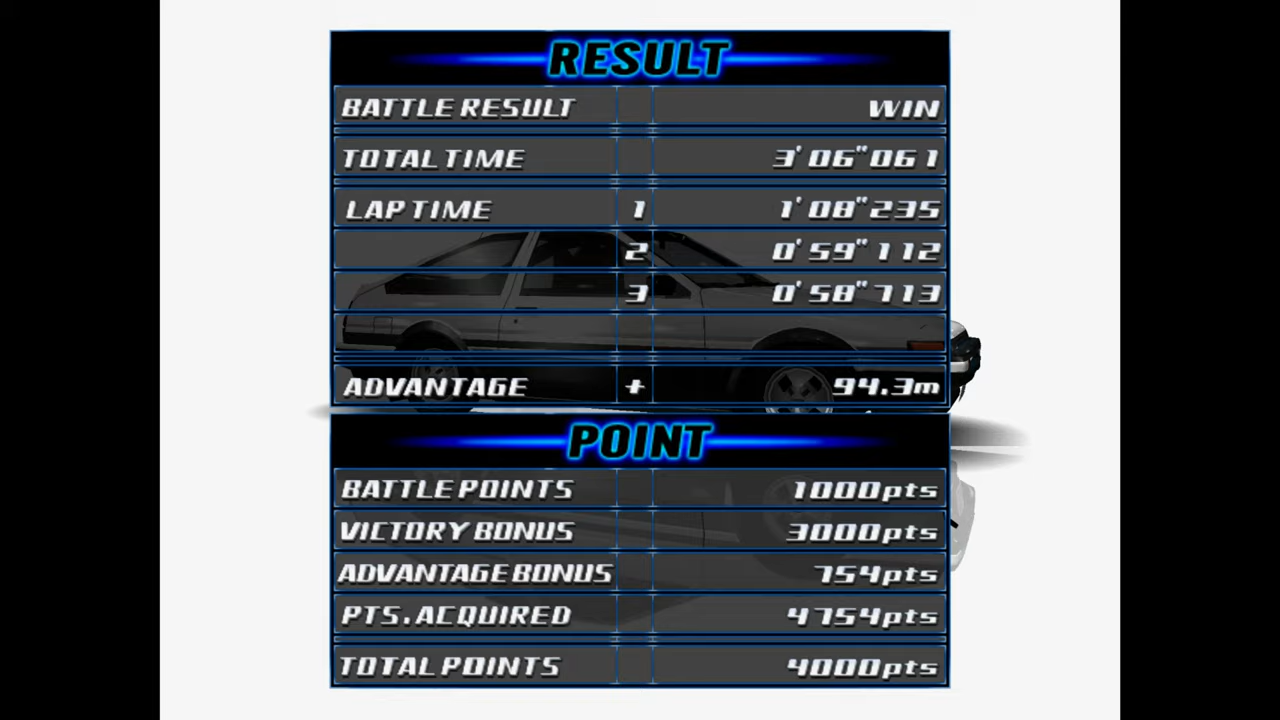 RESULT
BATTLE RESULT WIN
TOTAL TIME 3'06"061
LAP TIME 1 1'08"235
2 0'59"112
3 0'58"713
ADVANTAGE + 94.3m
POINT
BATTLE POINTS 1000pts
VICTORY BONUS 3000pts
ADVANTAGE BONUS 754pts
PTS. ACQUIRED 4754pts
TOTAL POINTS 4000pts